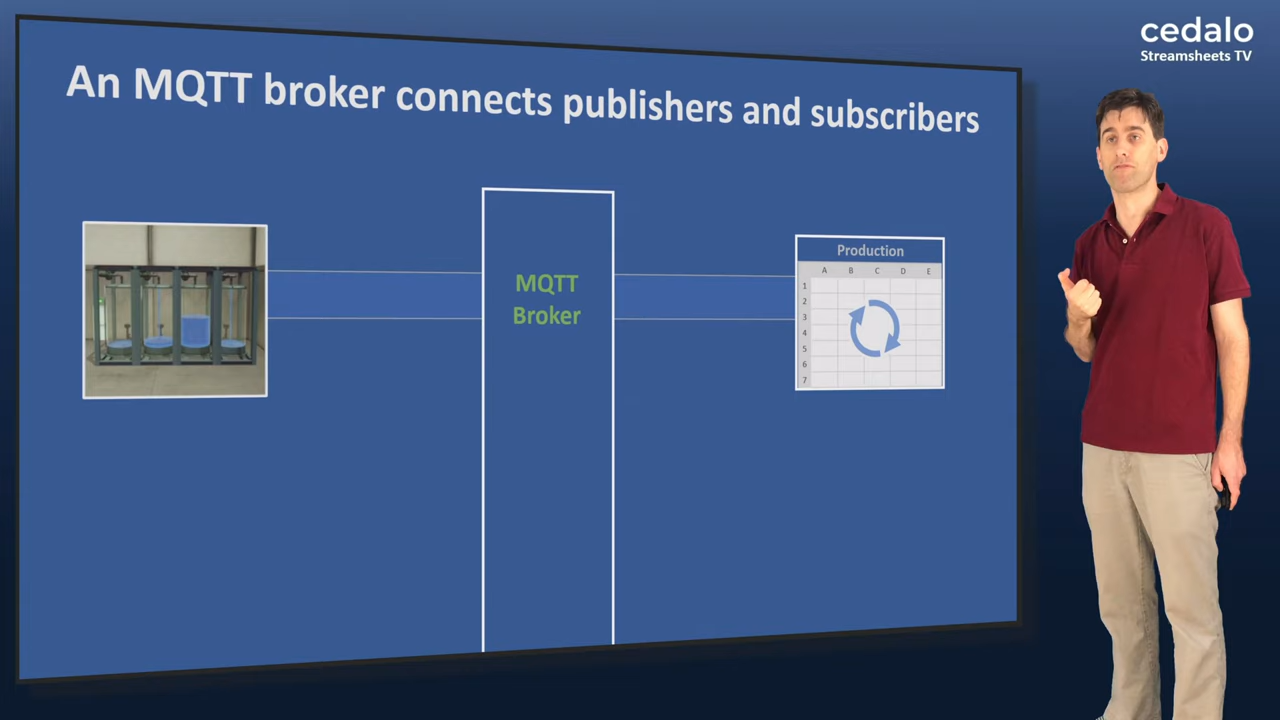 cedalo
Streamsheets TV
An MQTT broker connects publishers and subscribers
MQTT
Broker
Production
A B C D E
1
2
3
4
5
6
7